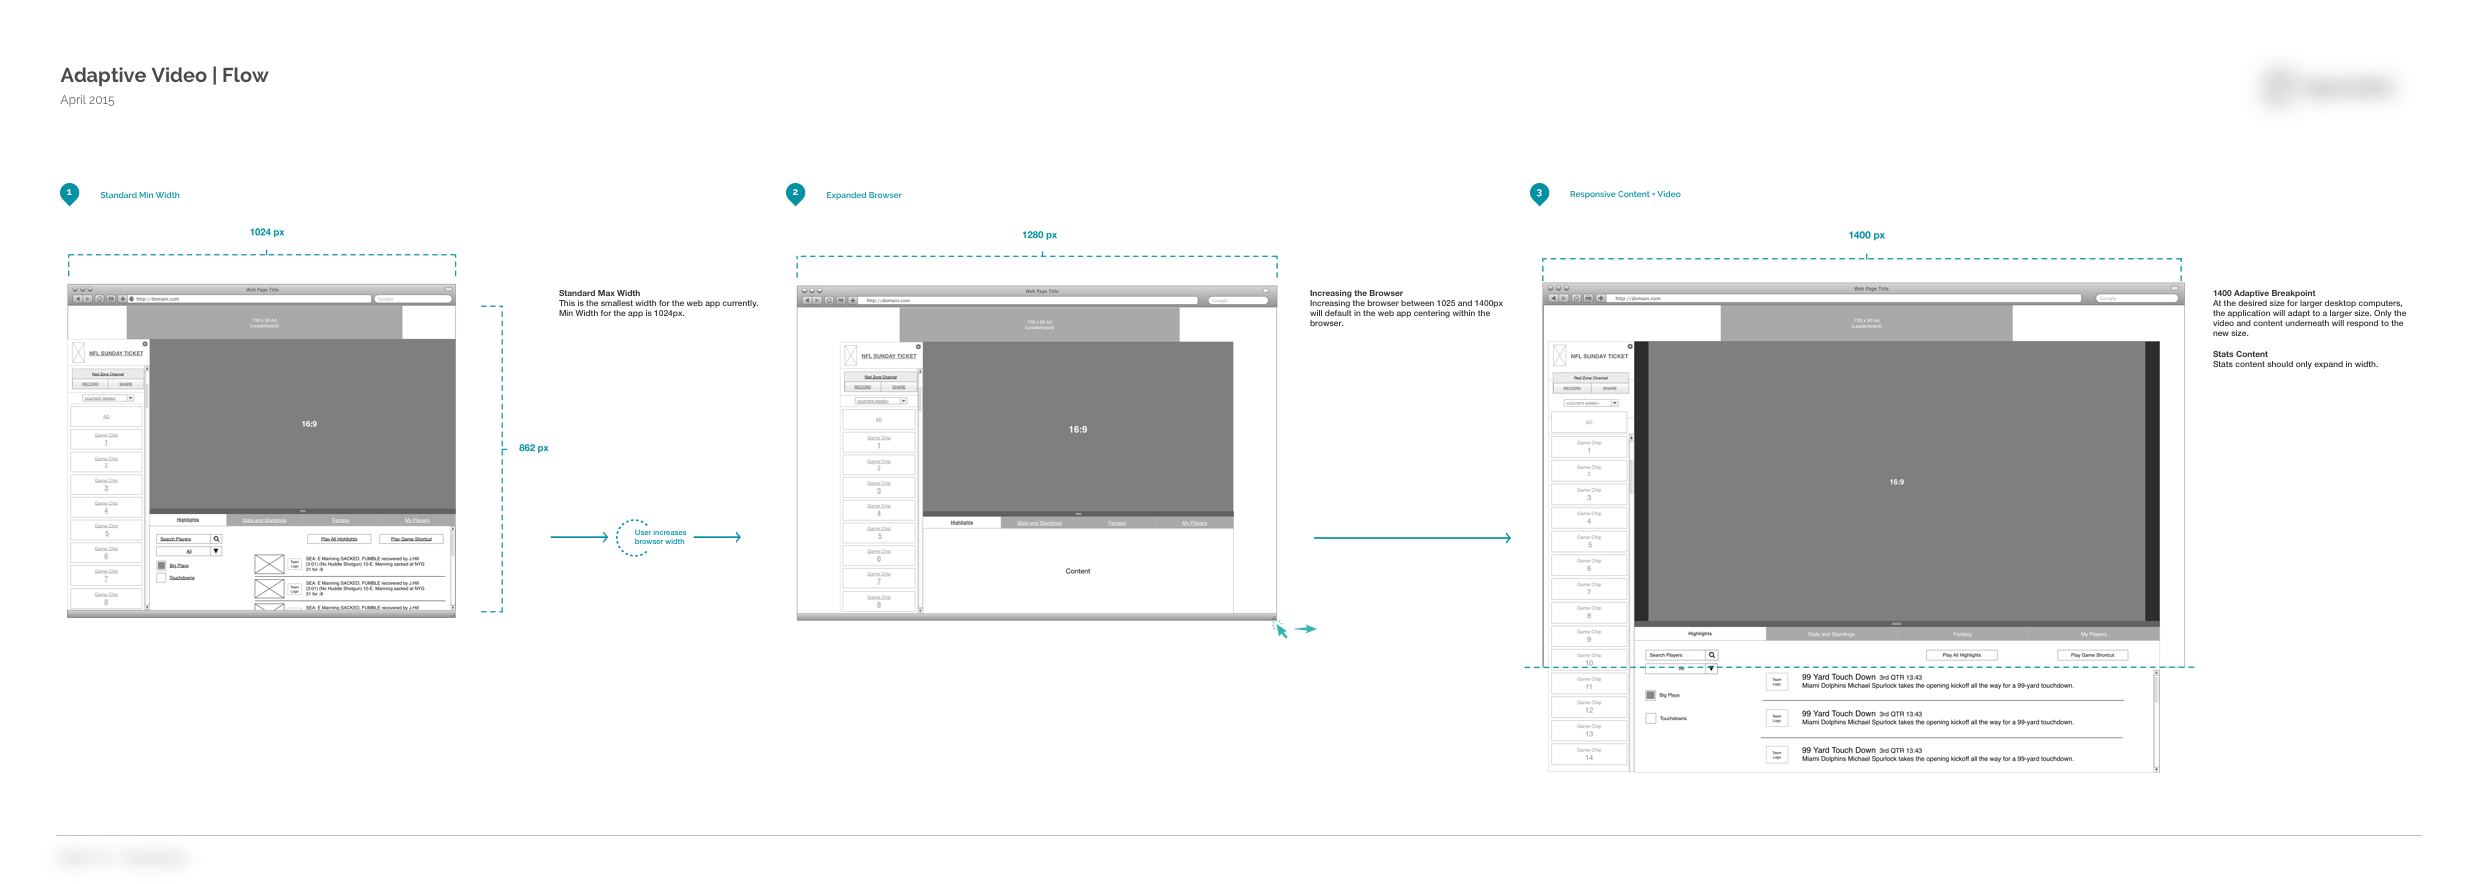 Adaptive Video | Flow
April 2015
1
Standard Min Width
1024 px
Web Page Title
http://domain.com
Google
728 x 90 Ad
(Leaderboard)
NFL SUNDAY TICKET
Red Zone Channel
RECORD SHARE
<current week>
AD
Game Chip
1
Game Chip
2
Game Chip
3
Game Chip
4
Game Chip
5
Game Chip
6
Game Chip
7
Game Chip
8
16:9
Highlights Stats and Standings Fantasy My Players
Search Players
All
Big Plays
Touchdowns
Play All Highlights Play Game Shortcut
Team
Logo
SEA: E Manning SACKED, FUMBLE recovered by J.Hill
(3:01) (No Huddle Shotgun) 10-E. Manning sacked at NYG
31 for -8
Team
Logo
SEA: E Manning SACKED, FUMBLE recovered by J.Hill
(3:01) (No Huddle Shotgun) 10-E. Manning sacked at NYG
31 for -8
SEA: E Manning SACKED, FUMBLE recovered by J.Hill
862 px
Standard Max Width
This is the smallest width for the web app currently.
Min Width for the app is 1024px.
User increases
browser width
2
Expanded Browser
1280 px
Web Page Title
http://domain.com
Google
728 x 90 Ad
(Leaderboard)
NFL SUNDAY TICKET
Red Zone Channel
RECORD SHARE
<current week>
AD
Game Chip
1
Game Chip
2
Game Chip
3
Game Chip
4
Game Chip
5
Game Chip
6
Game Chip
7
Game Chip
8
16:9
Highlights Stats and Standings Fantasy My Players
Content
Increasing the Browser
Increasing the browser between 1025 and 1400px
will default in the web app centering within the
browser.
3
Responsive Content + Video
1400 px
Web Page Title
http://domain.com
Google
728 x 90 Ad
(Leaderboard)
NFL SUNDAY TICKET
Red Zone Channel
RECORD SHARE
<current week>
AD
Game Chip
1
Game Chip
2
Game Chip
3
Game Chip
4
Game Chip
5
Game Chip
6
Game Chip
7
Game Chip
8
Game Chip
9
Game Chip
10
Game Chip
11
Game Chip
12
Game Chip
13
Game Chip
14
16:9
Highlights Stats and Standings Fantasy My Players
Search Players
All
Big Plays
Touchdowns
Play All Highlights Play Game Shortcut
Team
Logo
99 Yard Touch Down 3rd QTR 13:43
Miami Dolphins Michael Spurlock takes the opening kickoff all the way for a 99-yard touchdown.
Team
Logo
99 Yard Touch Down 3rd QTR 13:43
Miami Dolphins Michael Spurlock takes the opening kickoff all the way for a 99-yard touchdown.
Team
Logo
99 Yard Touch Down 3rd QTR 13:43
Miami Dolphins Michael Spurlock takes the opening kickoff all the way for a 99-yard touchdown.
1400 Adaptive Breakpoint
At the desired size for larger desktop computers,
the application will adapt to a larger size. Only the
video and content underneath will respond to the
new size.
Stats Content
Stats content should only expand in width.